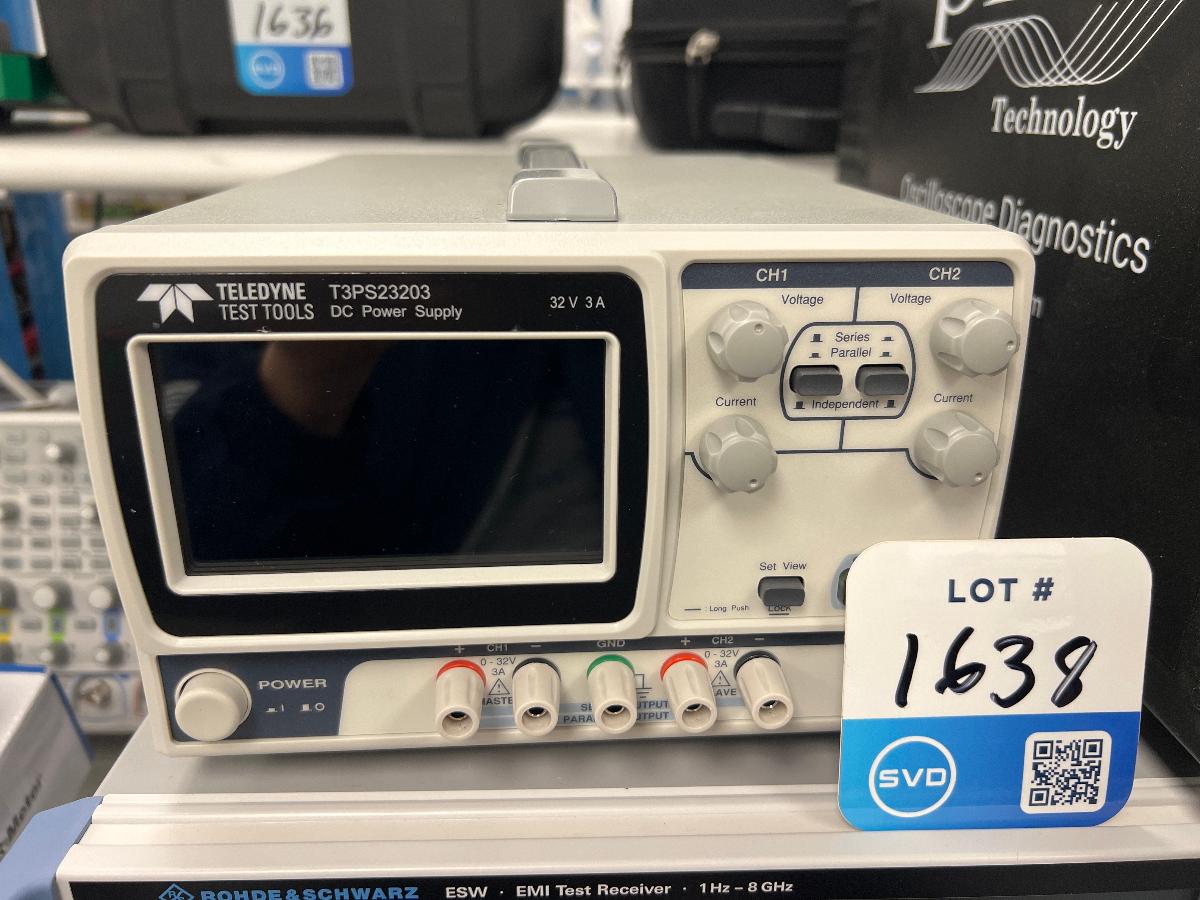 1636
SVD
Technology
Oscilloscope Diagnostics
TELEDYNE
TEST TOOLS
T3PS23203
DC Power Supply
32 V 3 A
CH1
CH2
Voltage
Voltage
Series
Parallel
Independent
Current
Current
Set View
: Long Push
LOCK
POWER
I O
+ CH1 −
0 - 32V
3A
GND
+ CH2 −
0 - 32V
3A
LOT #
1638
SVD
ROHDE & SCHWARZ
ESW · EMI Test Receiver · 1 Hz – 8 GHz